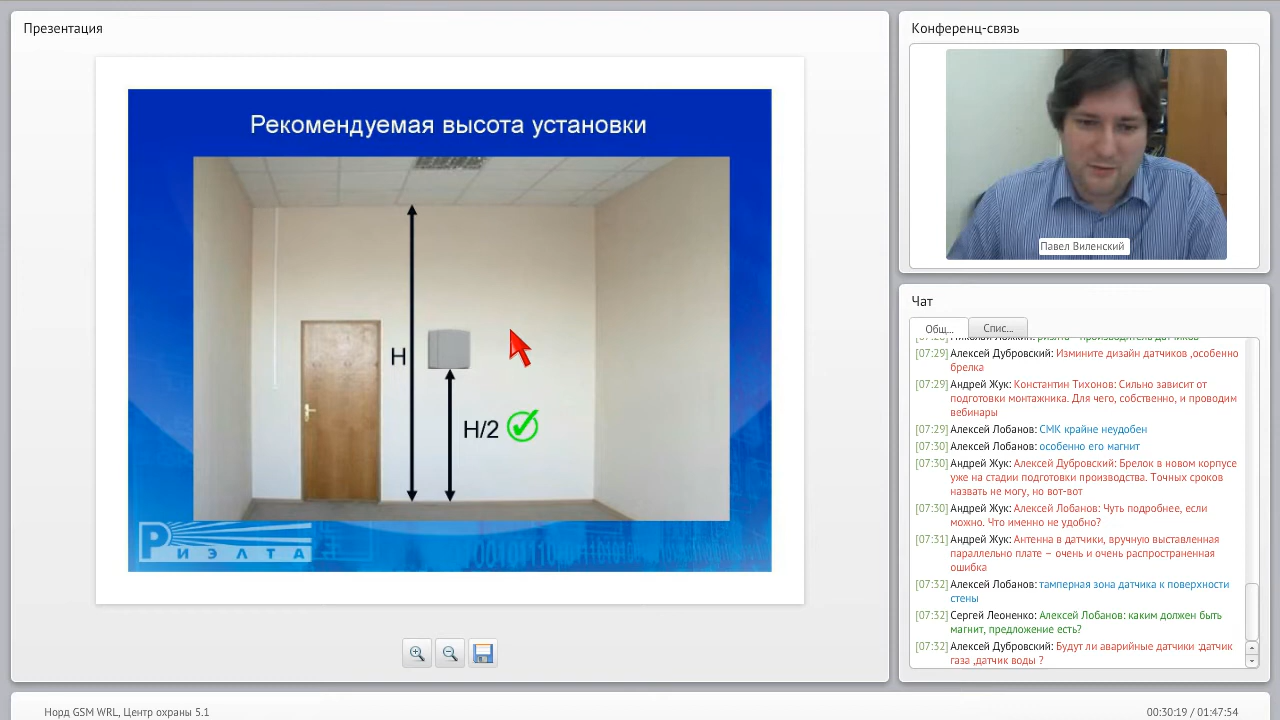 Презентация
Рекомендуемая высота установки
H
H/2
РИЭЛТА
Конференц-связь
Павел Виленский
Чат
Общ...
Спис...
[07:29] Алексей Дубровский: Измините дизайн датчиков ,особенно
брелка
[07:29] Андрей Жук: Константин Тихонов: Сильно зависит от
подготовки монтажника. Для чего, собственно, и проводим
вебинары
[07:29] Алексей Лобанов: СМК крайне неудобен
[07:30] Алексей Лобанов: особенно его магнит
[07:30] Андрей Жук: Алексей Дубровский: Брелок в новом корпусе
уже на стадии подготовки производства. Точных сроков
назвать не могу, но вот-вот
[07:30] Андрей Жук: Алексей Лобанов: Чуть подробнее, если
можно. Что именно не удобно?
[07:31] Андрей Жук: Антенна в датчики, вручную выставленная
параллельно плате – очень и очень распространенная
ошибка
[07:32] Алексей Лобанов: тамперная зона датчика к поверхности
стены
[07:32] Сергей Леоненко: Алексей Лобанов: каким должен быть
магнит, предложение есть?
[07:32] Алексей Дубровский: Будут ли аварийные датчики :датчик
газа ,датчик воды ?
Норд GSM WRL, Центр охраны 5.1
00:30:19 / 01:47:54